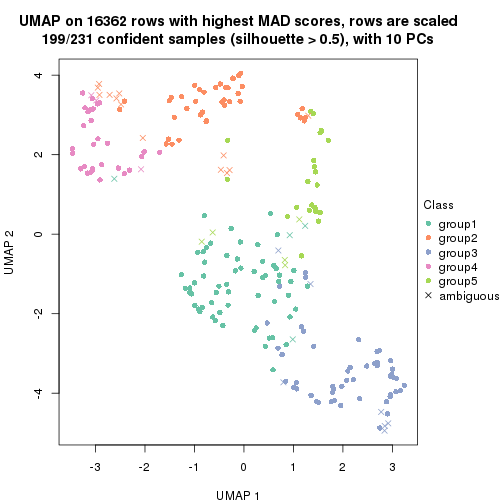 UMAP on 16362 rows with highest MAD scores, rows are scaled
199/231 confident samples (silhouette > 0.5), with 10 PCs
4
2
0
-2
-4
UMAP 2
-3
-2
-1
0
1
2
3
UMAP 1
Class
group1
group2
group3
group4
group5
ambiguous